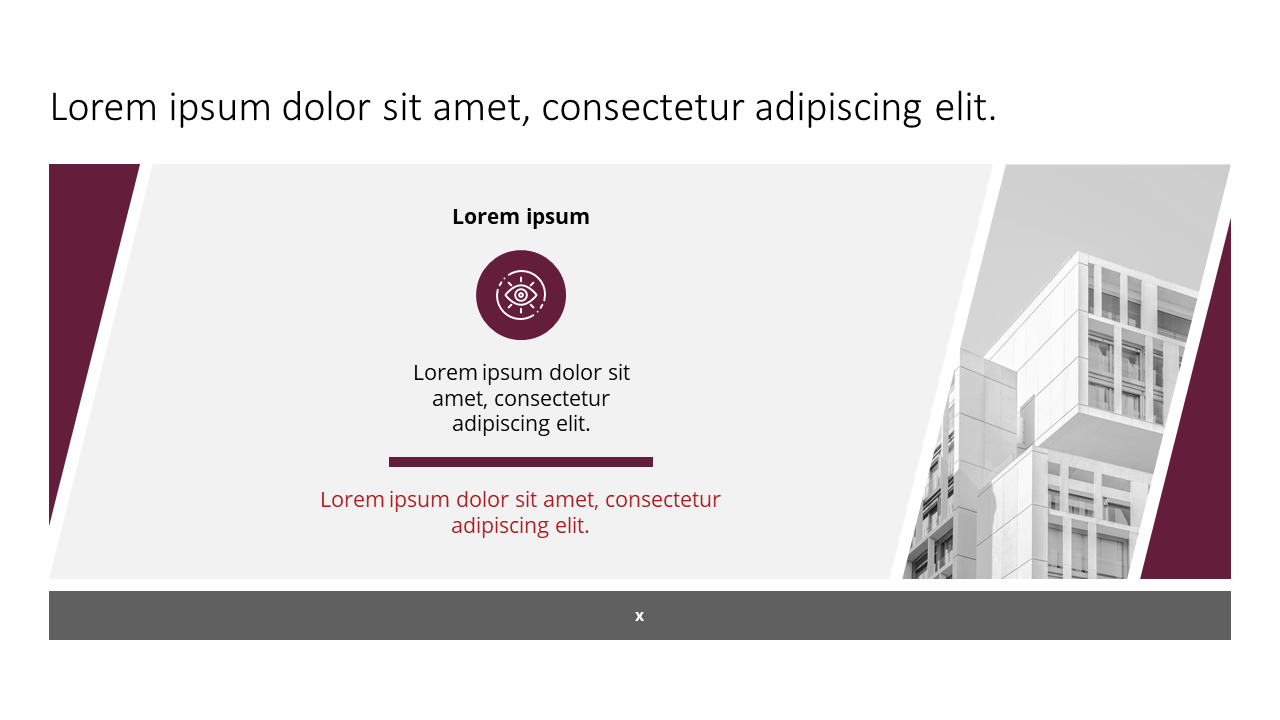 Lorem ipsum dolor sit amet, consectetur adipiscing elit.
Lorem ipsum
Lorem ipsum dolor sit
amet, consectetur
adipiscing elit.
Lorem ipsum dolor sit amet, consectetur
adipiscing elit.
x